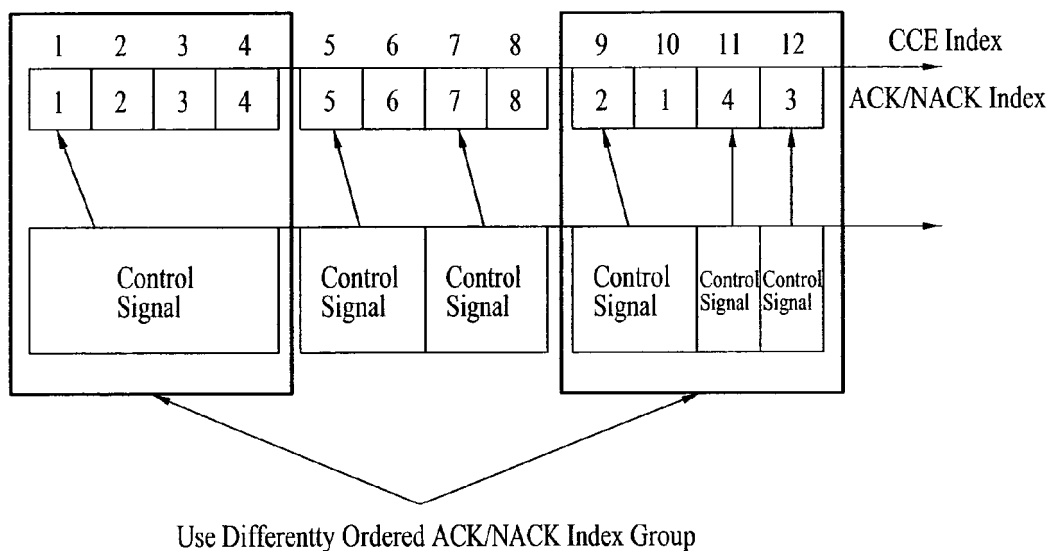 1 2 3 4 5 6 7 8 9 10 11 12 CCE Index
1 2 3 4 5 6 7 8 2 1 4 3 ACK/NACK Index
Control Signal
Control Signal
Control Signal
Control Signal
Control Signal
Control Signal
Use Differentty Ordered ACK/NACK Index Group